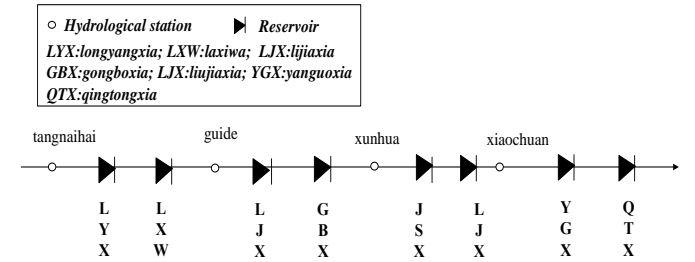 Hydrological station Reservoir
LYX:longyangxia; LXW:laxiwa; LJX:lijiaxia
GBX:gongboxia; LJX:liujiaxia; YGX:yanguoxia
QTX:qingtongxia
tangnaihai guide xunhua xiaochuan
L L L G J L Y Q
Y X J B S J G T
X W X X X X X X